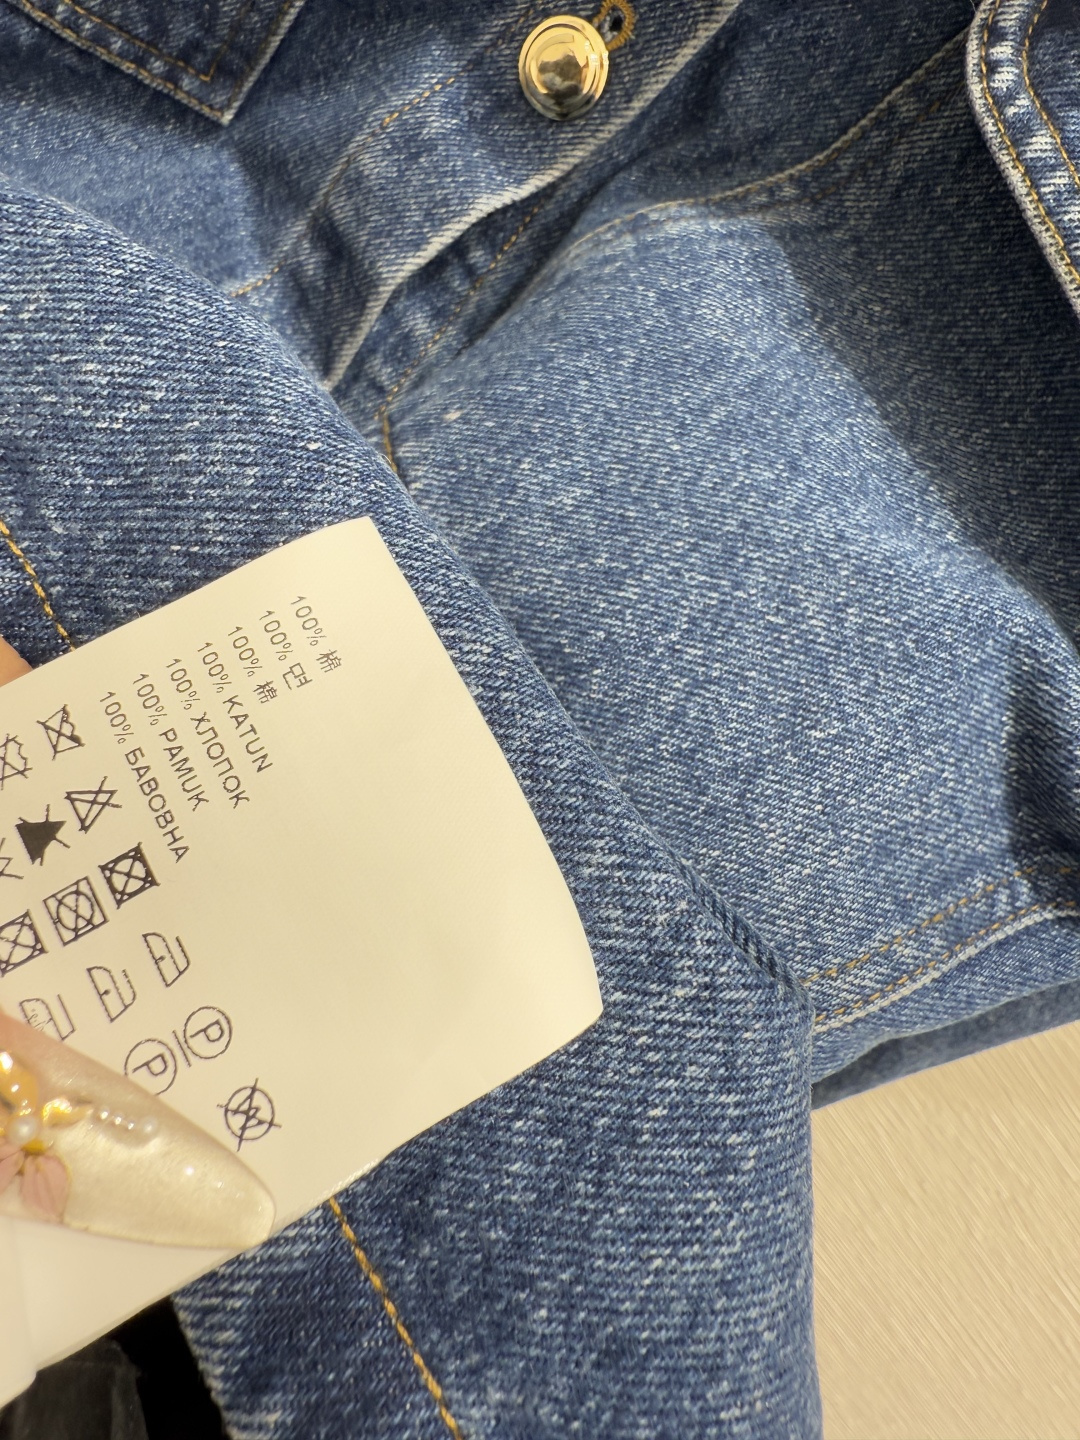 100% 棉
100% 면
100% 棉
100% KATUN
100% ХЛОПОК
100% PAMUK
100% БАВОВНА
P
P
W